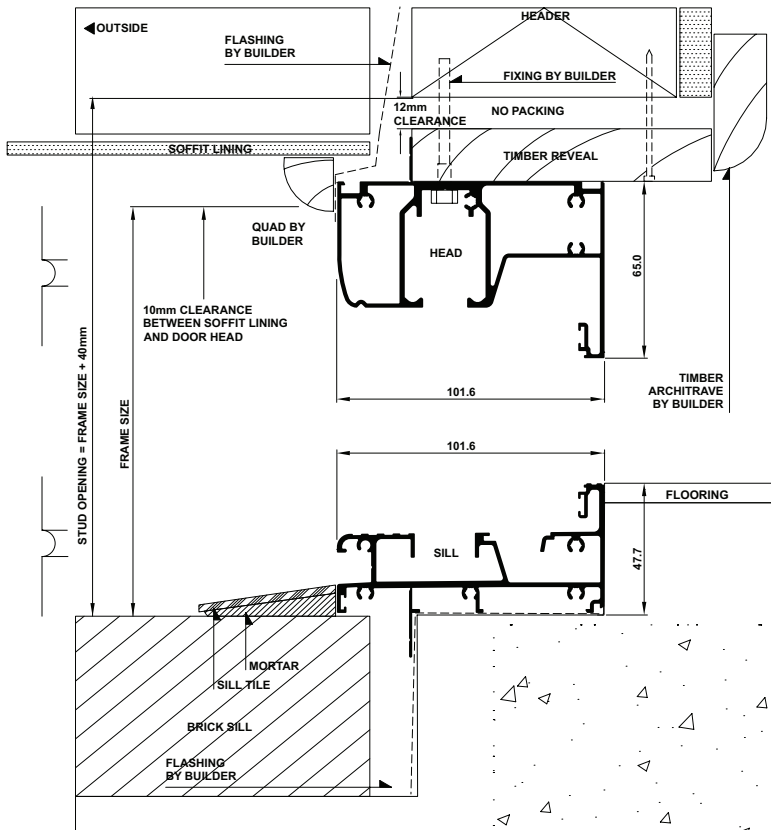 OUTSIDE
HEADER
FLASHING
BY BUILDER
FIXING BY BUILDER
12mm
CLEARANCE
NO PACKING
SOFFIT LINING
TIMBER REVEAL
QUAD BY
BUILDER
HEAD
65.0
10mm CLEARANCE
BETWEEN SOFFIT LINING
AND DOOR HEAD
STUD OPENING = FRAME SIZE + 40mm
FRAME SIZE
101.6
TIMBER
ARCHITRAVE
BY BUILDER
101.6
FLOORING
SILL
47.7
MORTAR
SILL TILE
BRICK SILL
FLASHING
BY BUILDER